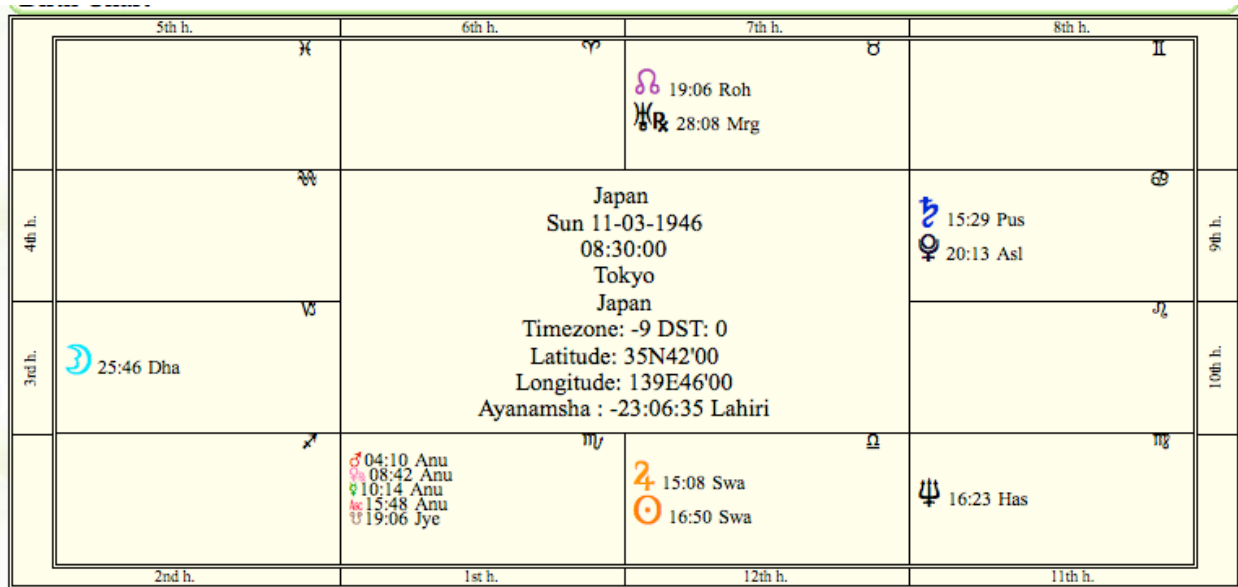 Birth Chart
5th h. 6th h. 7th h. 8th h.
♓ ♈ ♉ ♊
☊ 19:06 Roh
♅℞ 28:08 Mrg
4th h.
♒
Japan
Sun 11-03-1946
08:30:00
Tokyo
Japan
Timezone: -9 DST: 0
Latitude: 35N42'00
Longitude: 139E46'00
Ayanamsha : -23:06:35 Lahiri
♋
♄ 15:29 Pus
♇ 20:13 Asl
9th h.
3rd h.
♑
☽ 25:46 Dha
♌
10th h.
♐
♏
♂ 04:10 Anu
♀℞ 08:42 Anu
☿ 10:14 Anu
Asc 15:48 Anu
☋ 19:06 Jye
♎
♃ 15:08 Swa
☉ 16:50 Swa
♍
♆ 16:23 Has
2nd h. 1st h. 12th h. 11th h.